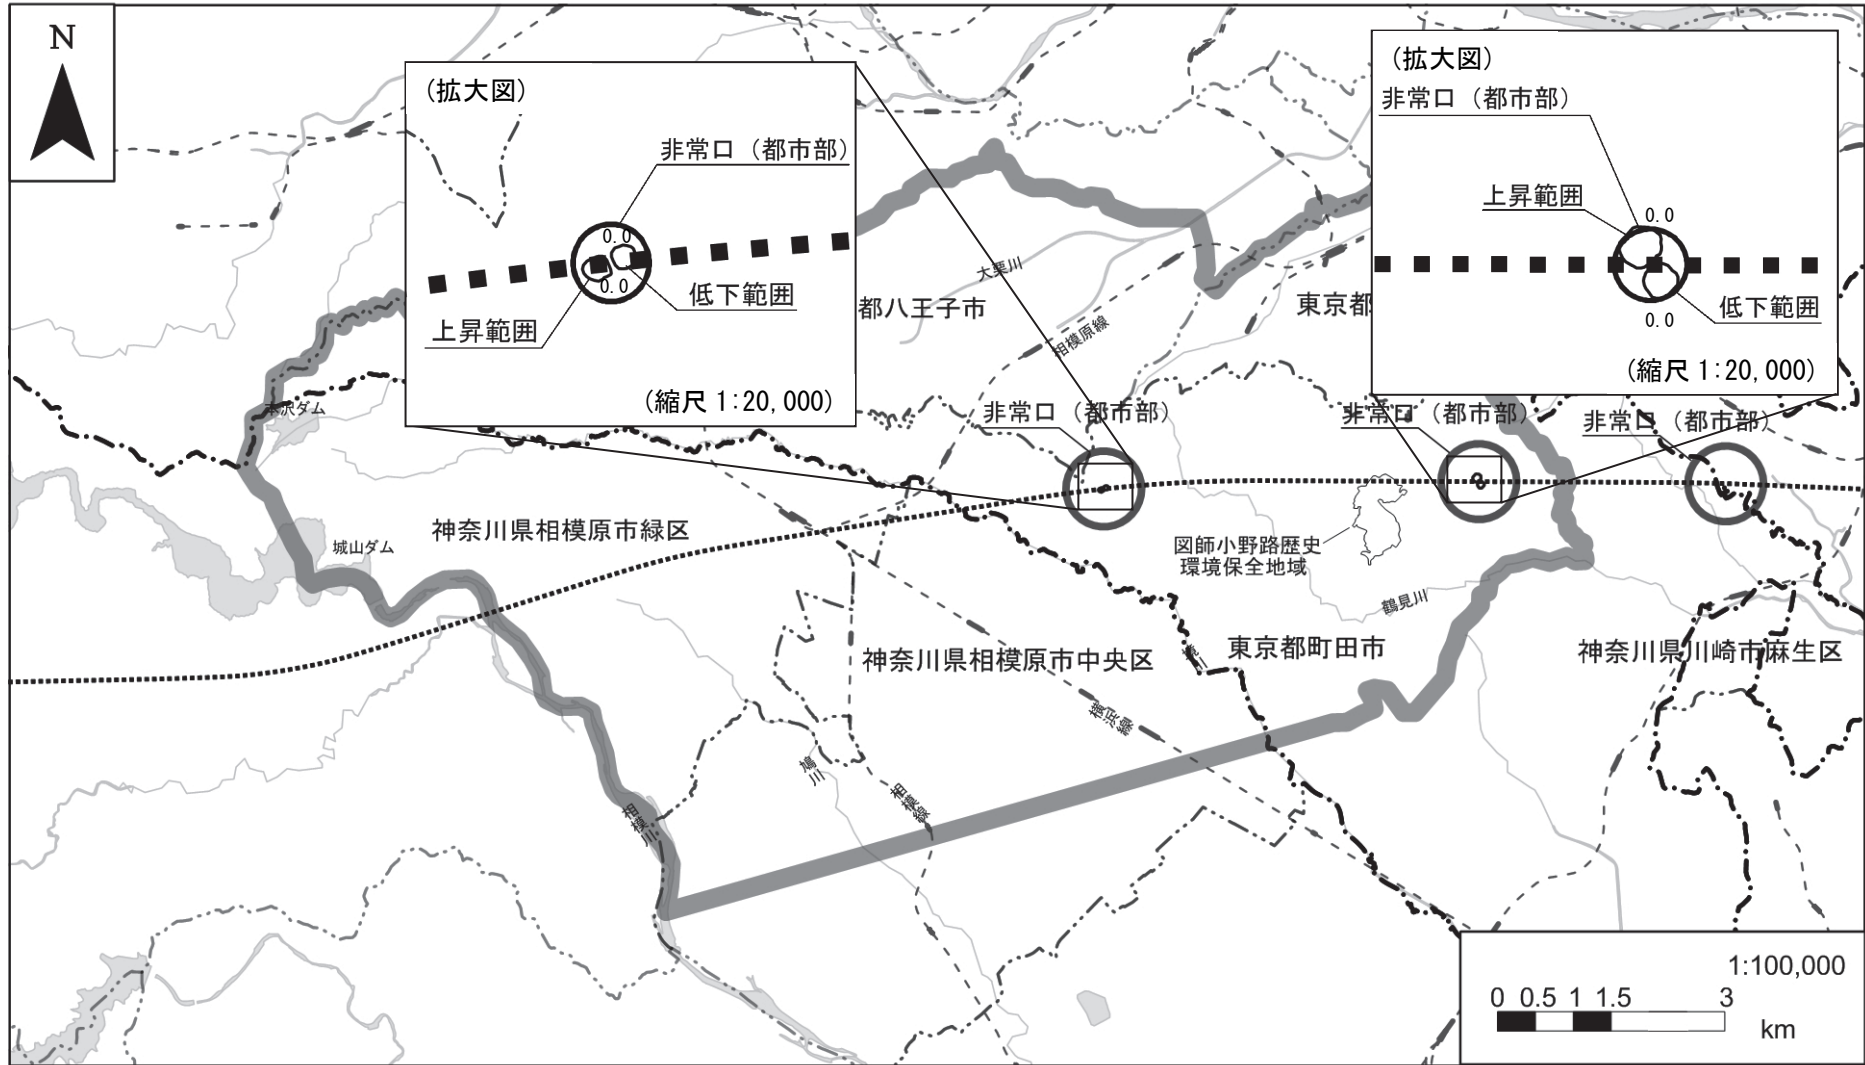 N
(拡大図)
非常口（都市部）
0.0
0.0
低下範囲
上昇範囲
(縮尺 1:20,000)
(拡大図)
非常口（都市部）
上昇範囲
0.0
低下範囲
0.0
(縮尺 1:20,000)
大栗川
都八王子市
東京都
相模原線
本沢ダム
非常口（都市部）
非常口（都市部）
非常口（都市部）
神奈川県相模原市緑区
城山ダム
図師小野路歴史
環境保全地域
鶴見川
神奈川県相模原市中央区
東京都町田市
神奈川県川崎市麻生区
横浜線
鳩川
相模線
相模川
1:100,000
0 0.5 1 1.5 3
km